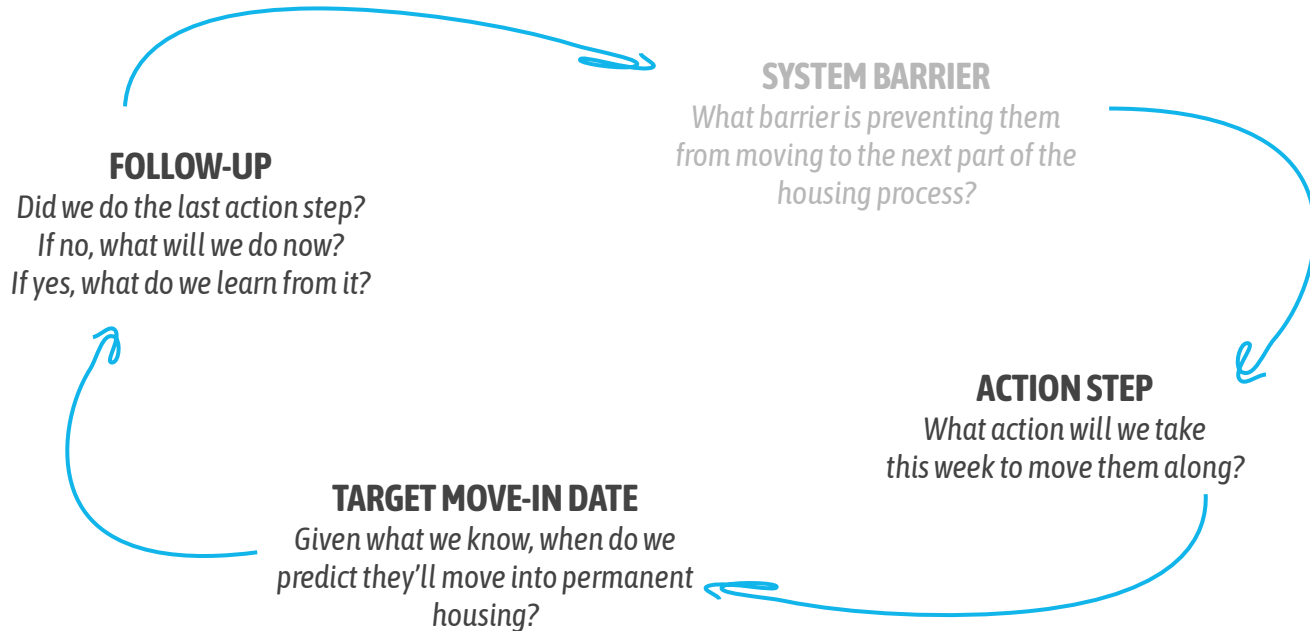 SYSTEM BARRIER
What barrier is preventing them
from moving to the next part of the
housing process?
FOLLOW-UP
Did we do the last action step?
If no, what will we do now?
If yes, what do we learn from it?
ACTION STEP
What action will we take
this week to move them along?
TARGET MOVE-IN DATE
Given what we know, when do we
predict they’ll move into permanent
housing?